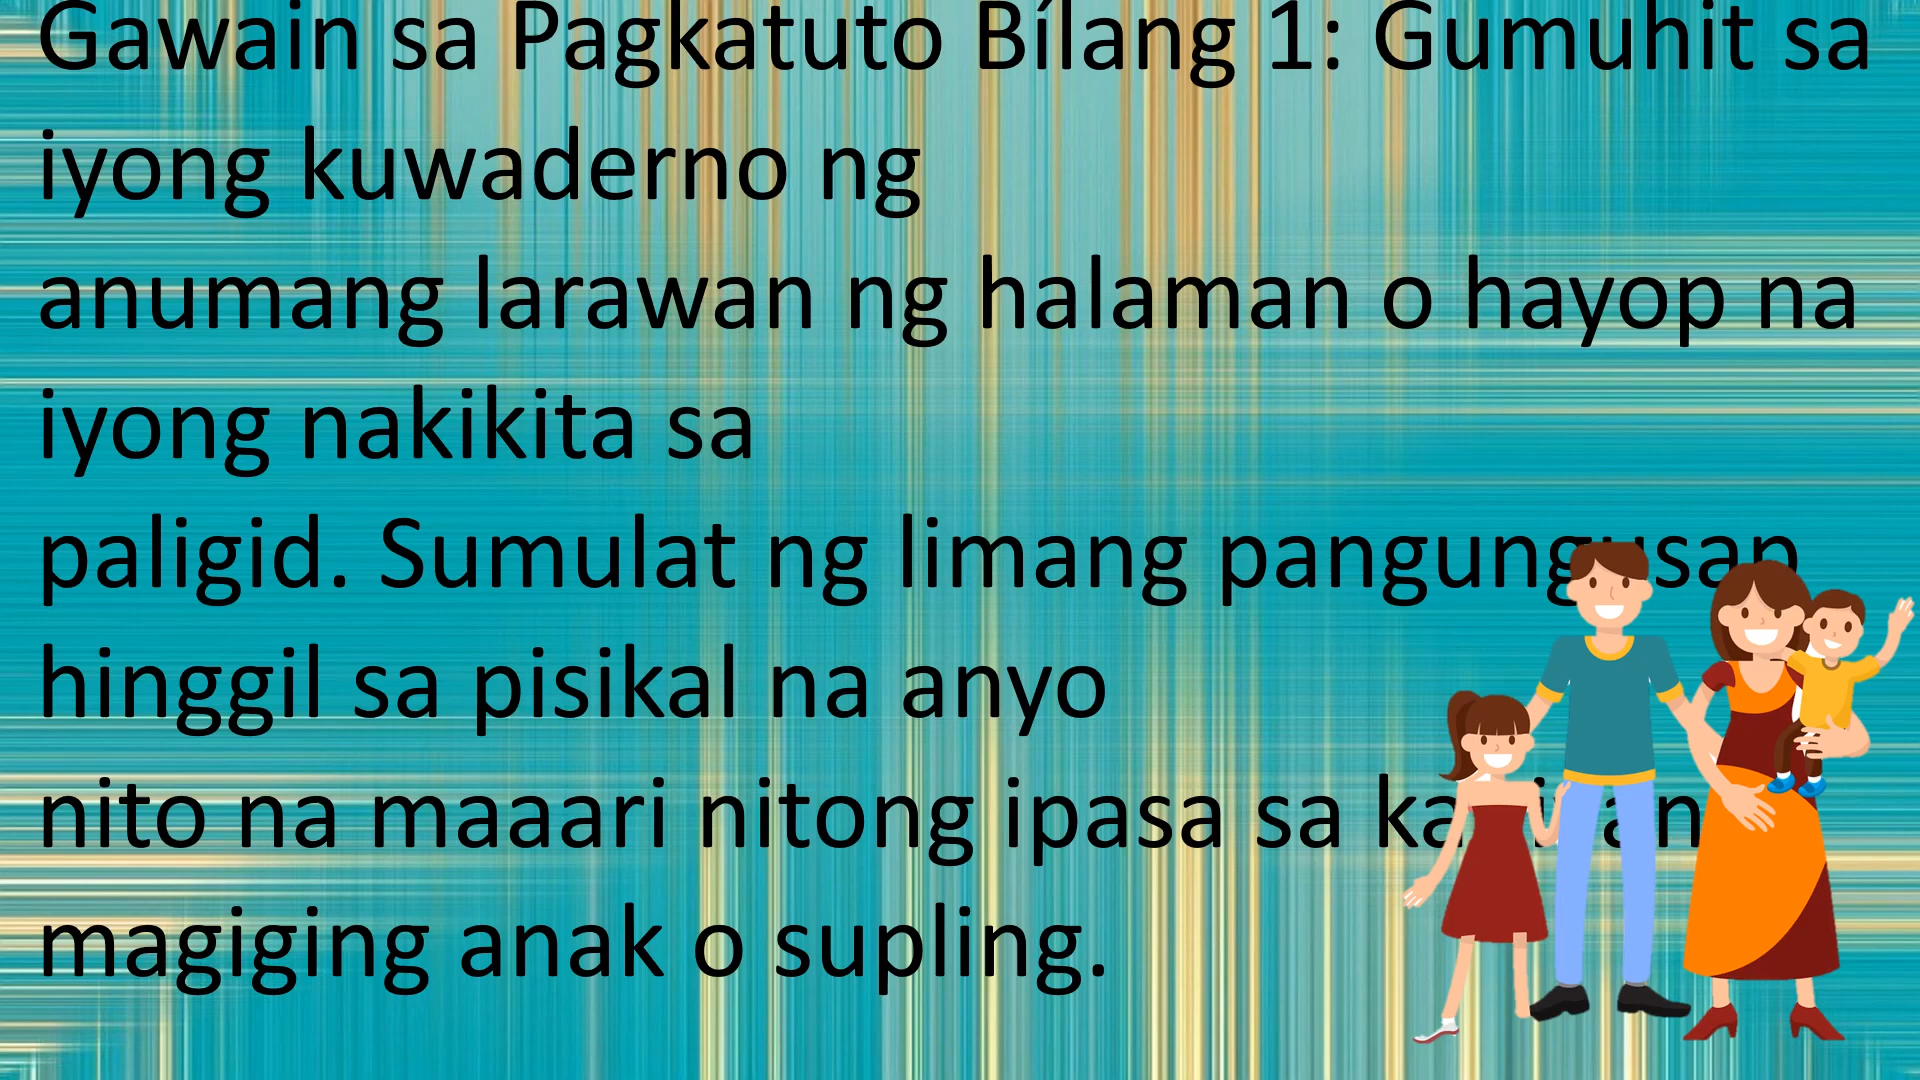 Gawain sa Pagkatuto Bílang 1: Gumuhit sa
iyong kuwaderno ng
anumang larawan ng halaman o hayop na
iyong nakikita sa
paligid. Sumulat ng limang pangungusap
hinggil sa pisikal na anyo
nito na maaari nitong ipasa sa
magiging anak o supling.